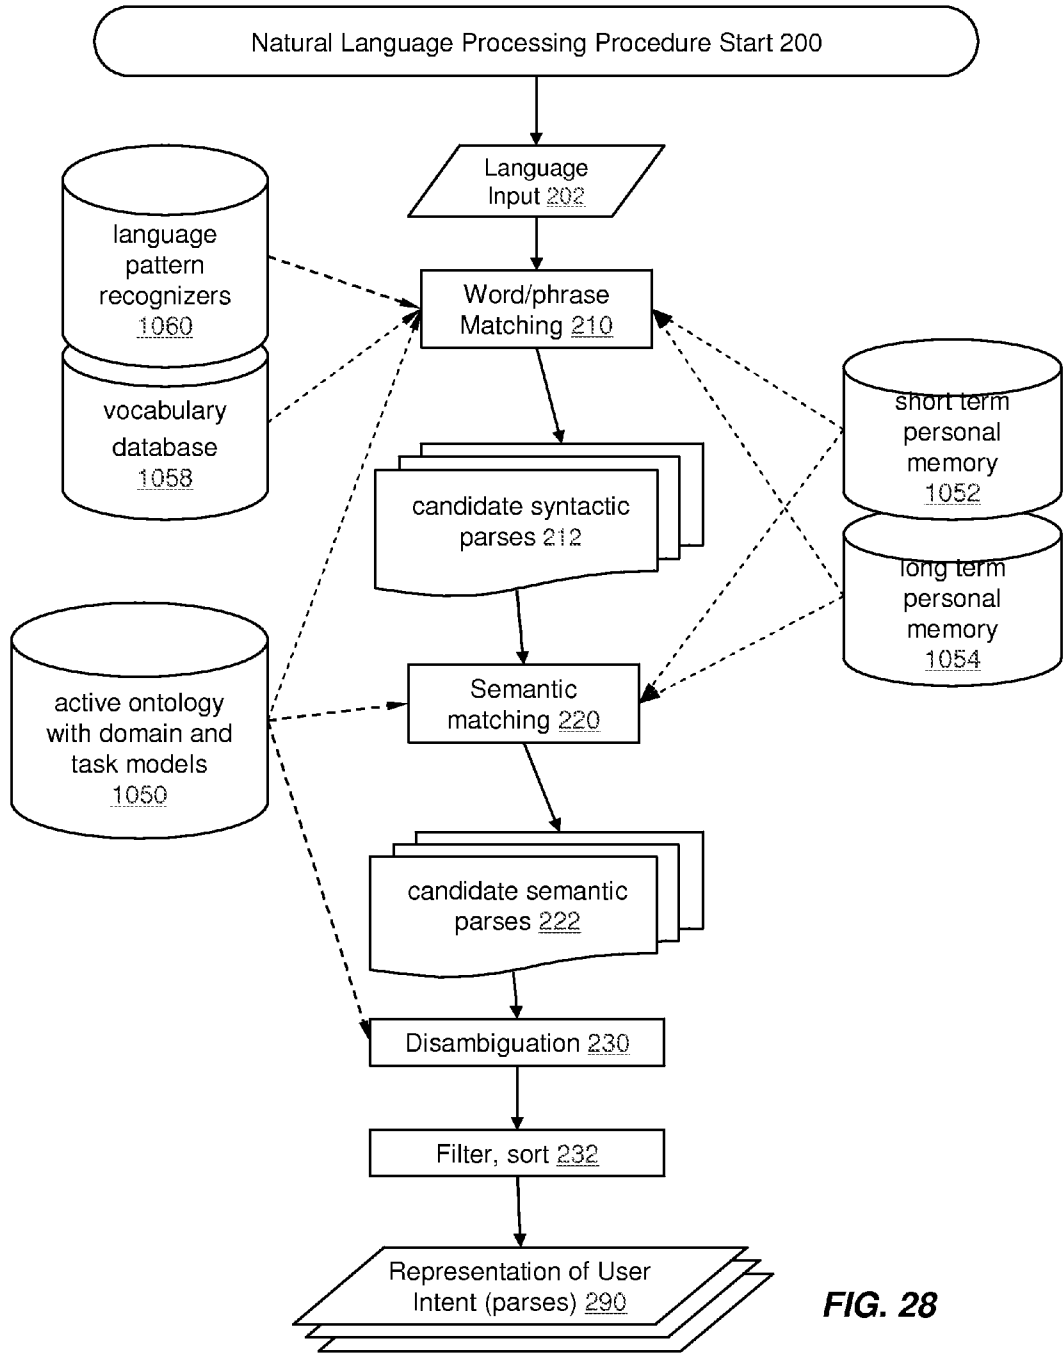 Natural Language Processing Procedure Start 200
Language
Input 202
language
pattern
recognizers
1060
Word/phrase
Matching 210
vocabulary
database
1058
short term
personal
memory
1052
candidate syntactic
parses 212
long term
personal
memory
1054
active ontology
with domain and
task models
1050
Semantic
matching 220
candidate semantic
parses 222
Disambiguation 230
Filter, sort 232
Representation of User
Intent (parses) 290
FIG. 28